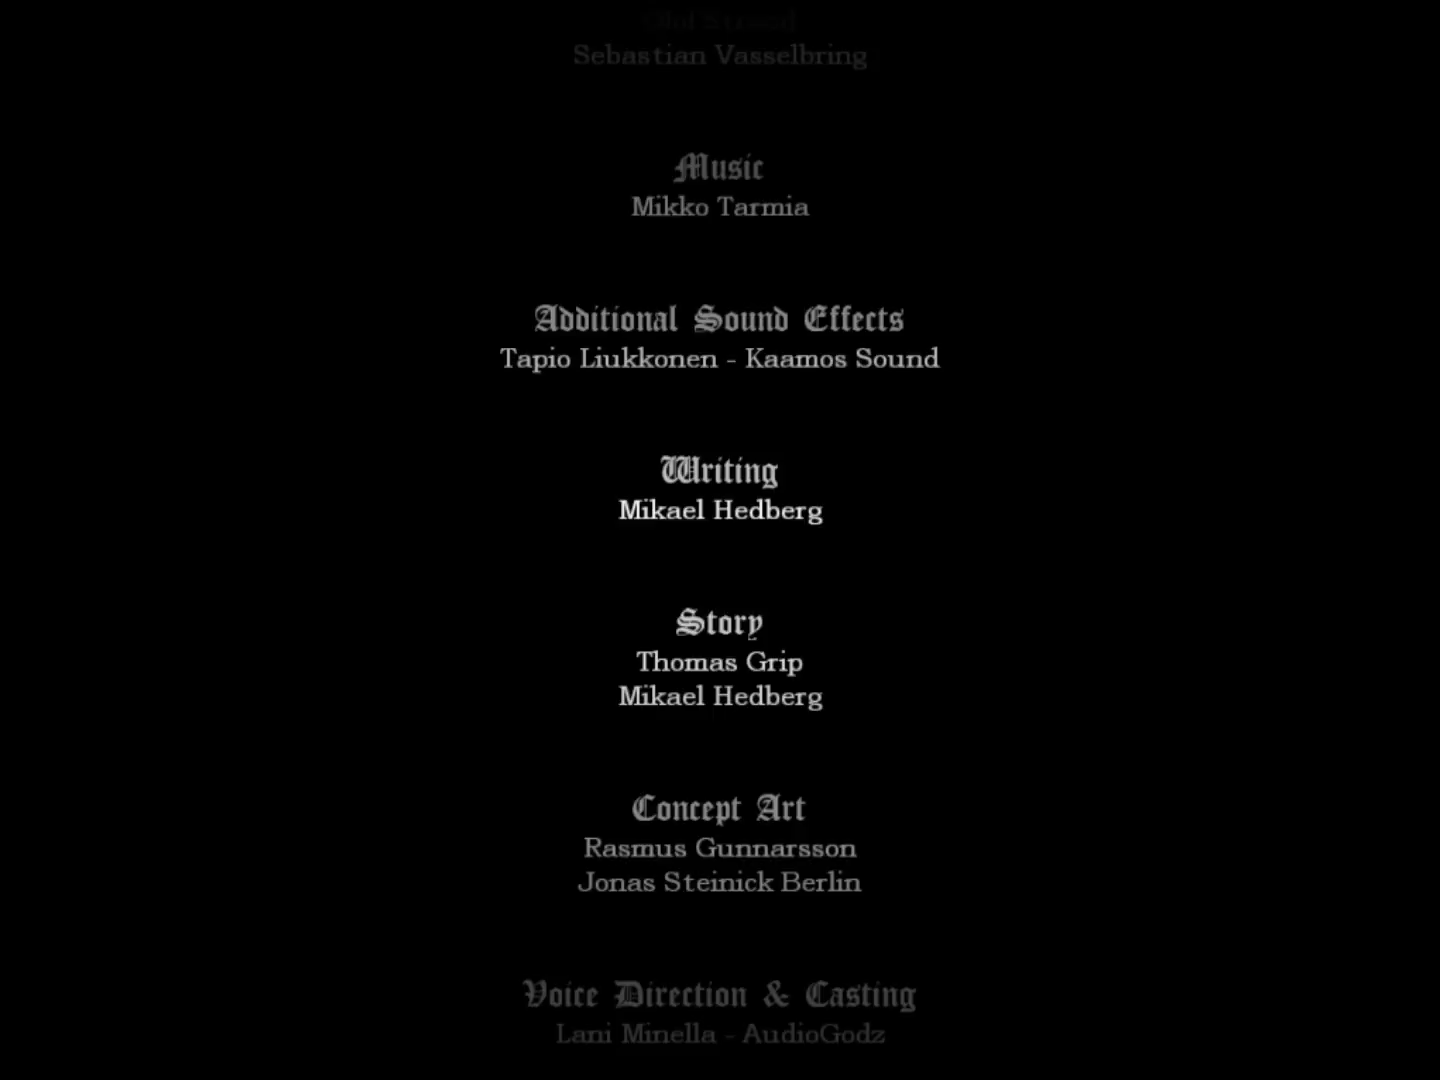 Sebastian Vasselbring
Music
Mikko Tarmia
Additional Sound Effects
Tapio Liukkonen - Kaamos Sound
Writing
Mikael Hedberg
Story
Thomas Grip
Mikael Hedberg
Concept Art
Rasmus Gunnarsson
Jonas Steinick Berlin
Voice Direction & Casting
Lani Minella - AudioGodz